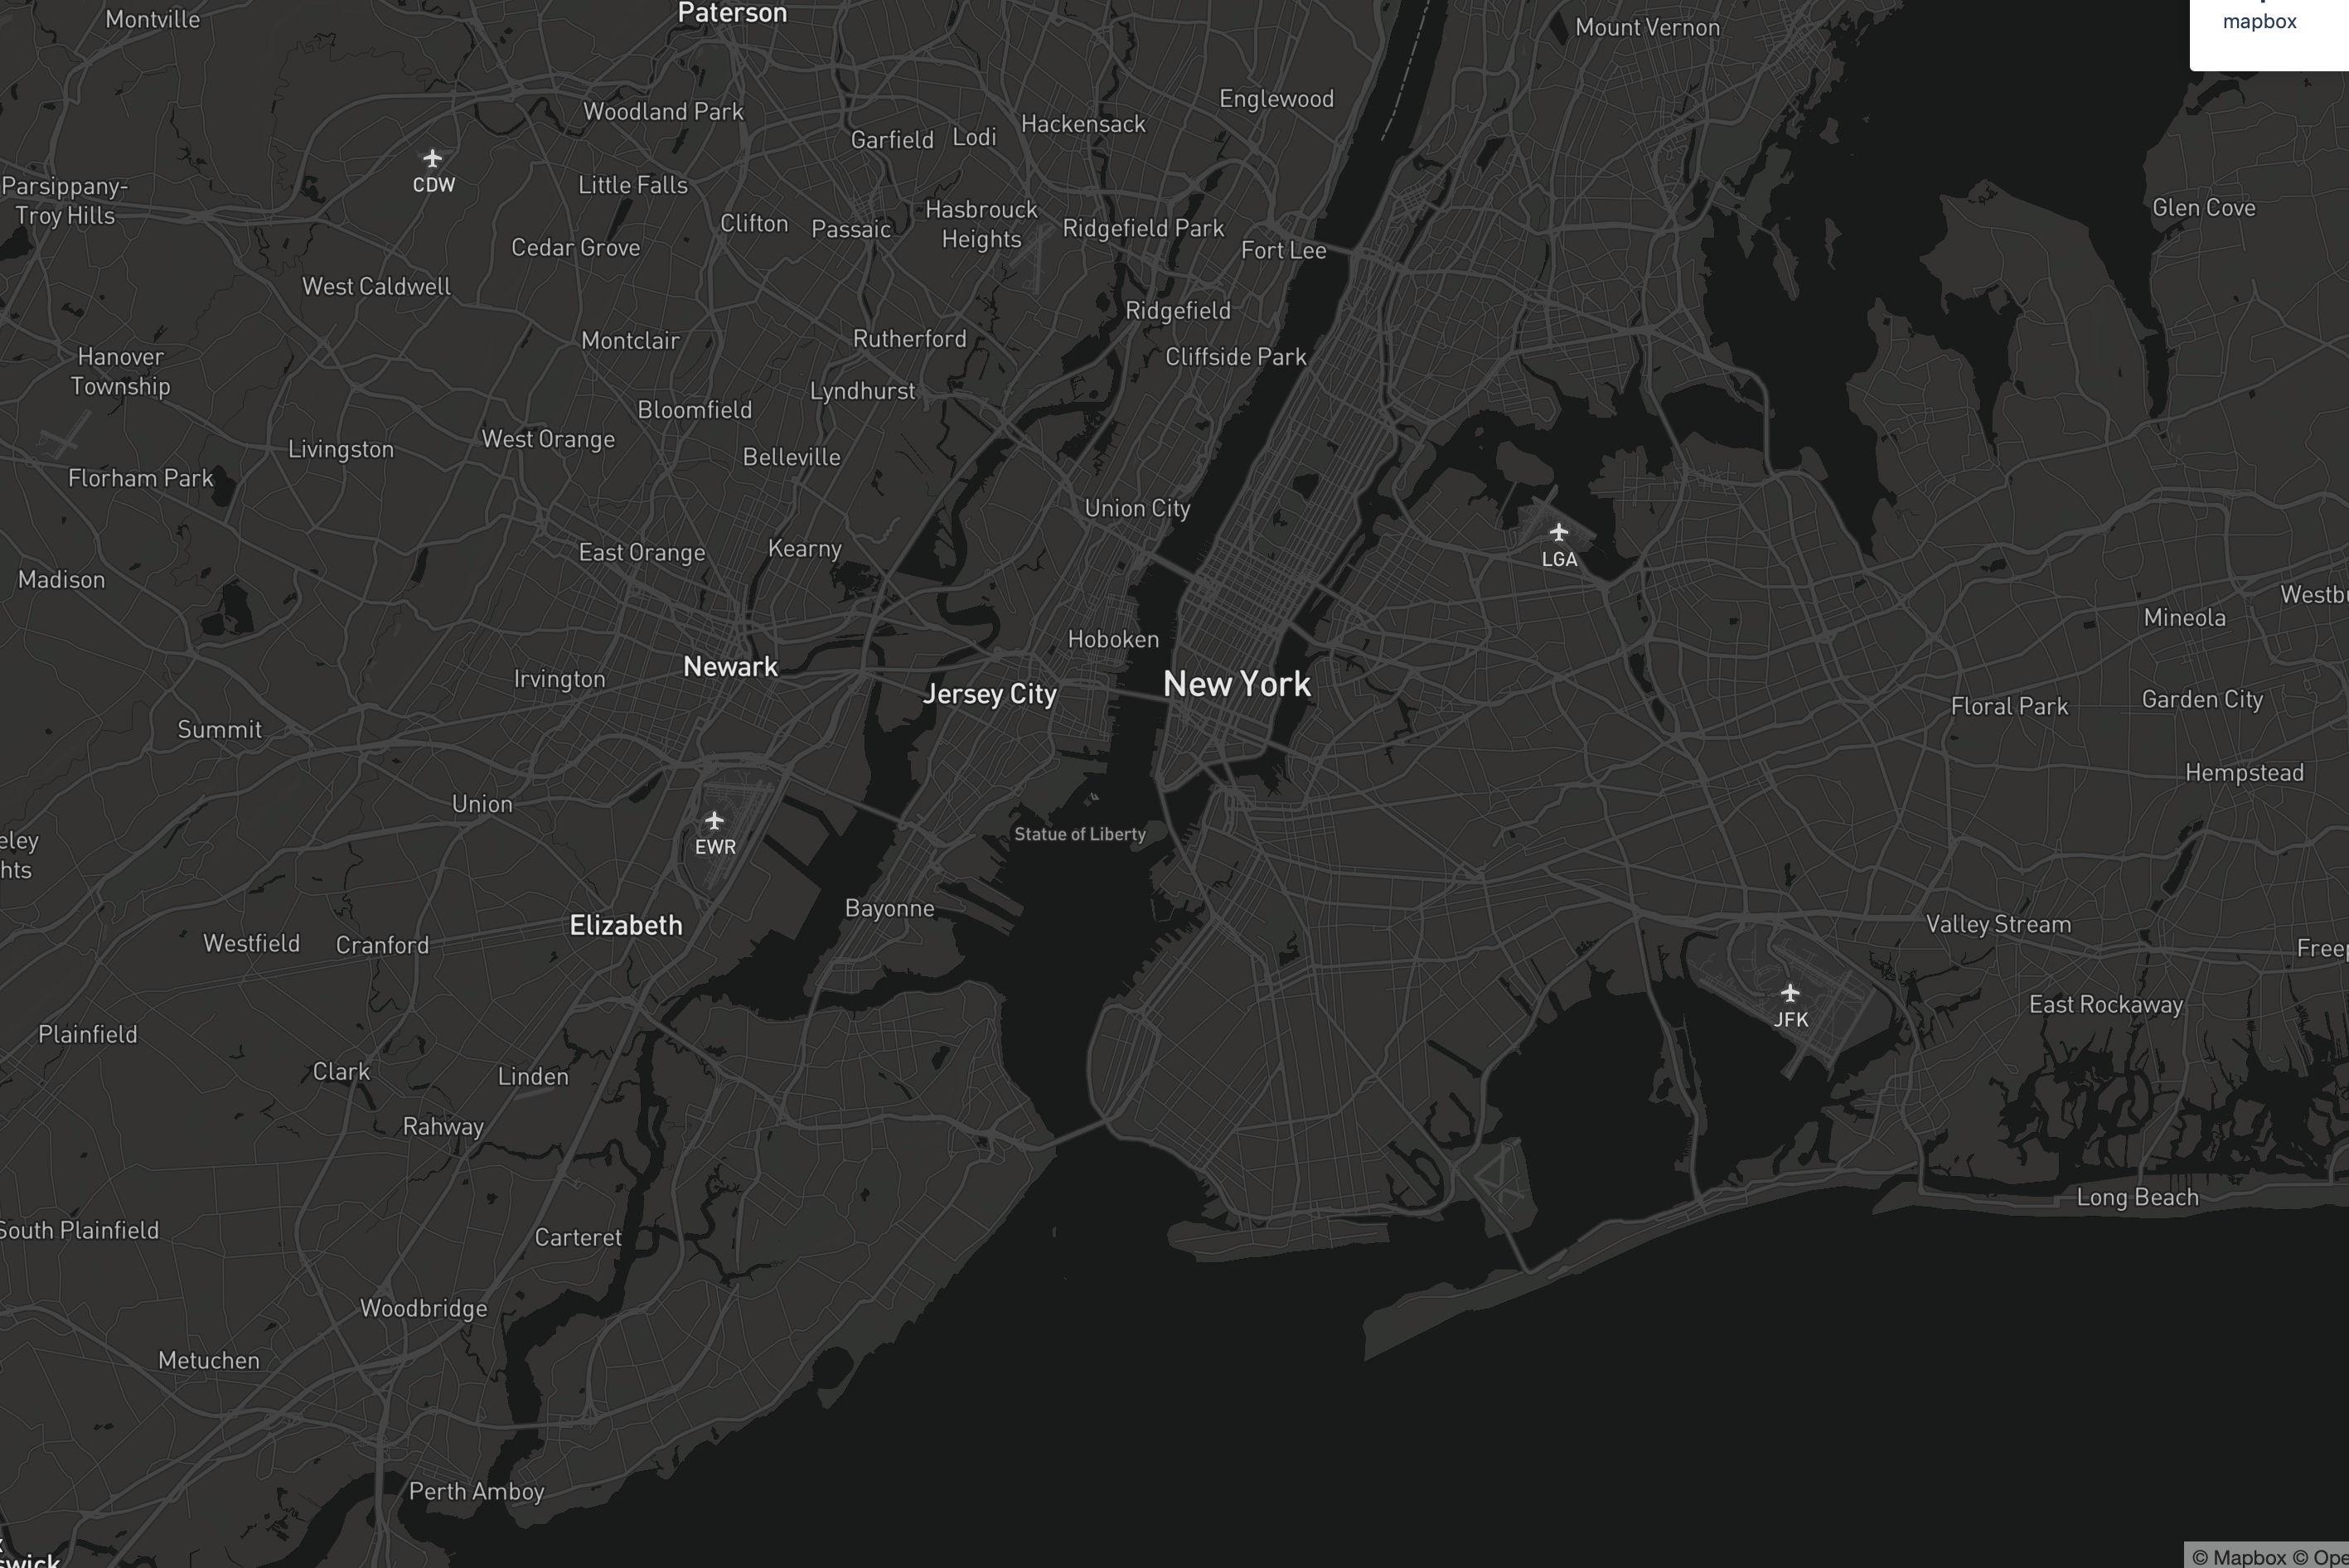 Montville
Paterson
Mount Vernon
mapbox
Woodland Park
Englewood
Hackensack
Garfield
Lodi
CDW
Little Falls
Parsippany-
Troy Hills
Glen Cove
Hasbrouck
Heights
Clifton
Passaic
Ridgefield Park
Cedar Grove
Fort Lee
West Caldwell
Ridgefield
Montclair
Rutherford
Hanover
Township
Cliffside Park
Lyndhurst
Bloomfield
West Orange
Livingston
Belleville
Florham Park
Union City
East Orange
Kearny
LGA
Madison
Westbu
Mineola
Hoboken
Newark
Irvington
Jersey City
New York
Floral Park
Garden City
Summit
Hempstead
Union
Statue of Liberty
EWR
eley
hts
Bayonne
Elizabeth
Valley Stream
Westfield
Cranford
Free
East Rockaway
JFK
Plainfield
Clark
Linden
Rahway
Long Beach
South Plainfield
Carteret
Woodbridge
Metuchen
Perth Amboy
swick
© Mapbox © Ope